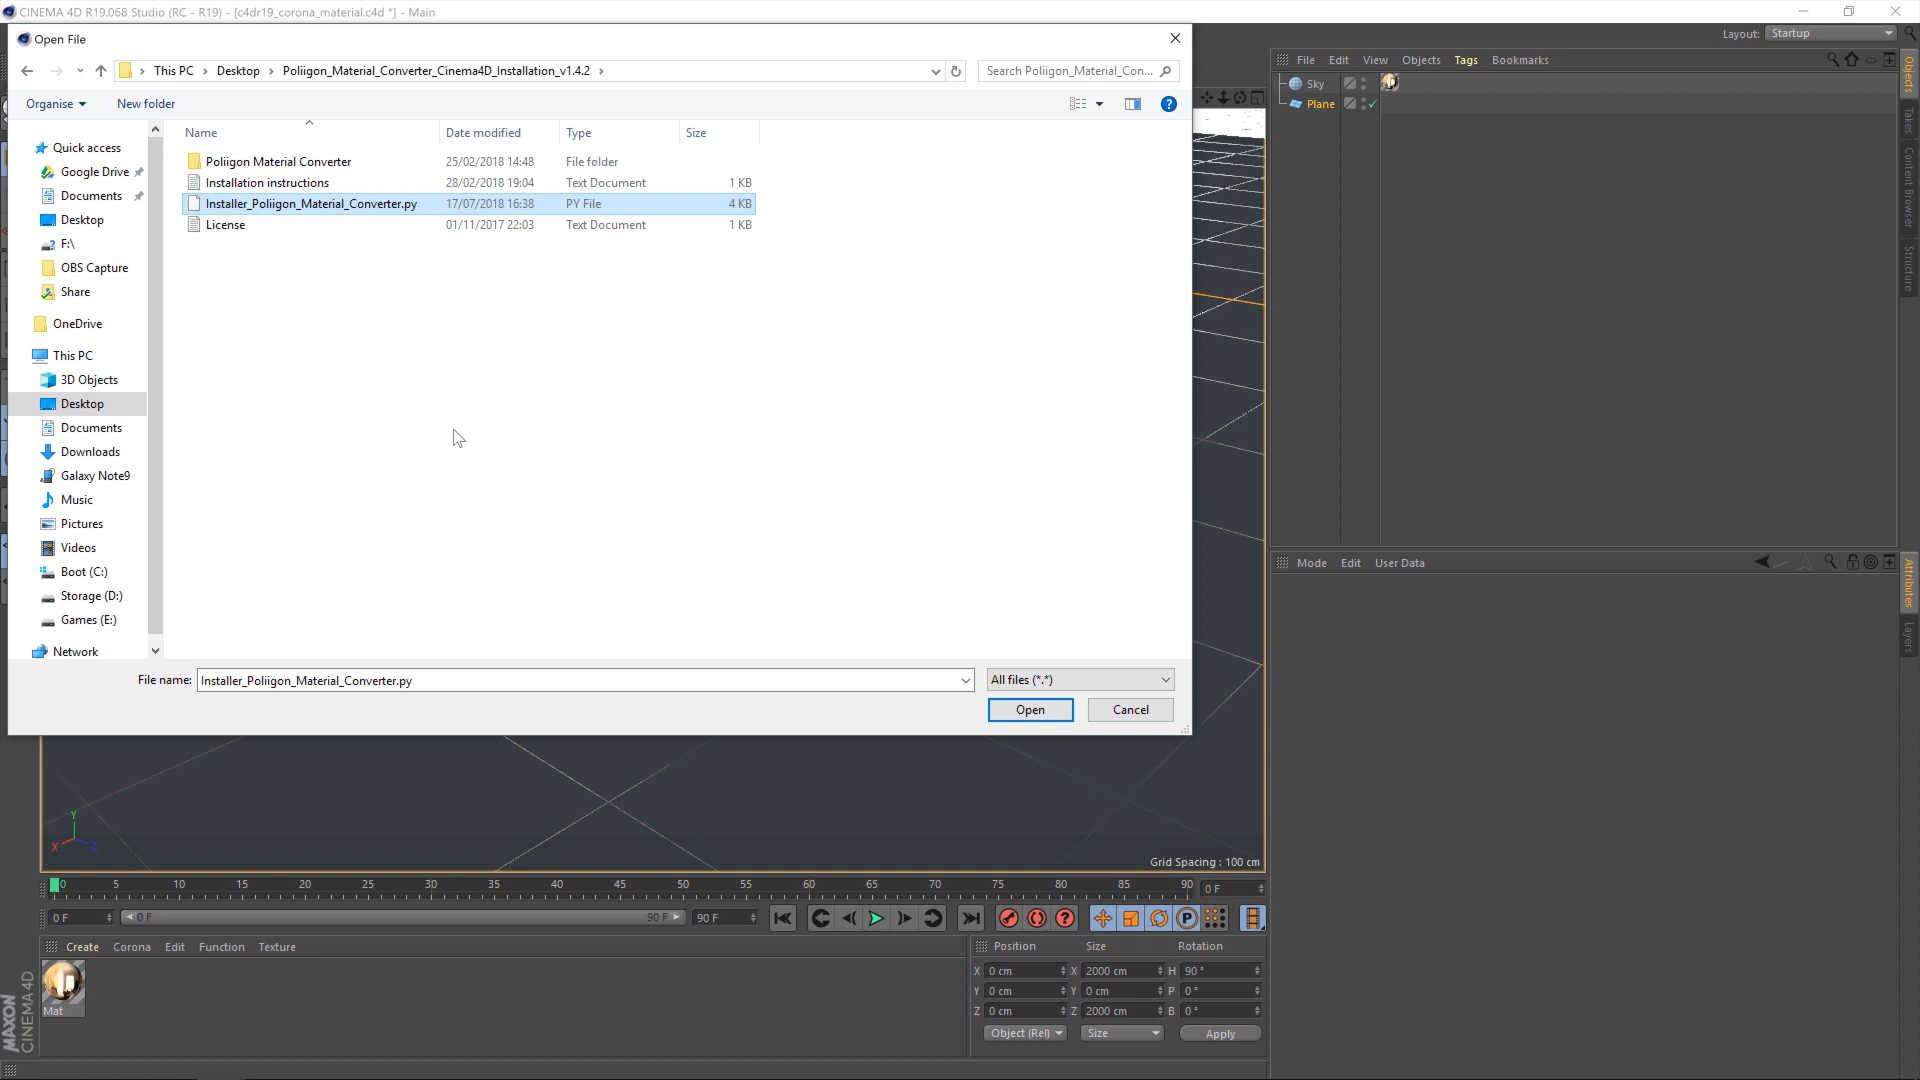 CINEMA 4D R19.068 Studio (RC - R19) - [c4dr19_corona_material.c4d *] - Main
Layout: Startup
Open File
This PC > Desktop > Poliigon_Material_Converter_Cinema4D_Installation_v1.4.2 >
Search Poliigon_Material_Con...
Organise
New folder
Name
Date modified
Type
Size
Poliigon Material Converter 25/02/2018 14:48 File folder
Installation instructions 28/02/2018 19:04 Text Document 1 KB
Installer_Poliigon_Material_Converter.py 17/07/2018 16:38 PY File 4 KB
License 01/11/2017 22:03 Text Document 1 KB
Quick access
Google Drive
Documents
Desktop
F:\
OBS Capture
Share
OneDrive
This PC
3D Objects
Desktop
Documents
Downloads
Galaxy Note9
Music
Pictures
Videos
Boot (C:)
Storage (D:)
Games (E:)
Network
File name: Installer_Poliigon_Material_Converter.py
All files (*.*)
Open
Cancel
File Edit View Objects Tags Bookmarks
Sky
Plane
Objects
Takes
Content Browser
Structure
Mode Edit User Data
Attributes
Layers
Y
X
Z
Grid Spacing : 100 cm
0 5 10 15 20 25 30 35 40 45 50 55 60 65 70 75 80 85 90
0 F
0 F
0 F
90 F
90 F
Create Corona Edit Function Texture
Mat
MAXON
CINEMA 4D
Position Size Rotation
X 0 cm X 2000 cm H 90 °
Y 0 cm Y 0 cm P 0 °
Z 0 cm Z 2000 cm B 0 °
Object (Rel) Size Apply